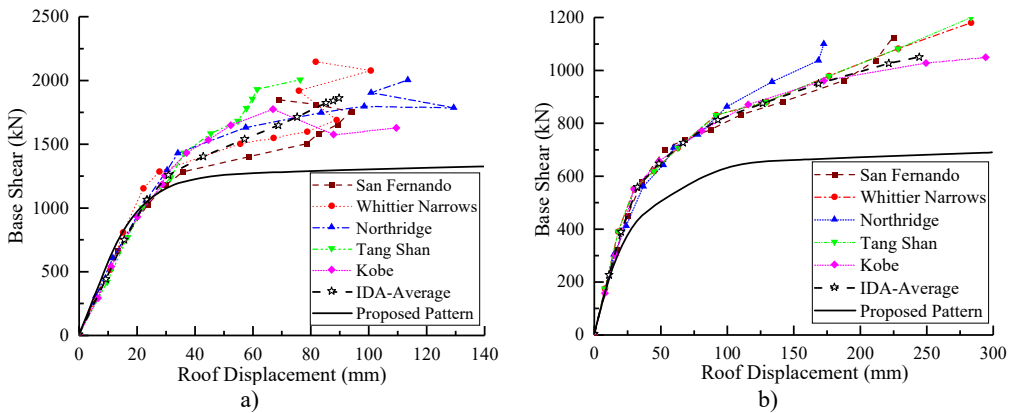 2500
2000
1500
1000
500
0
Base Shear (kN)
San Fernando
Whittier Narrows
Northridge
Tang Shan
Kobe
IDA-Average
Proposed Pattern
0 20 40 60 80 100 120 140
Roof Displacement (mm)
a)
1200
1000
800
600
400
200
0
Base Shear (kN)
San Fernando
Whittier Narrows
Northridge
Tang Shan
Kobe
IDA-Average
Proposed Pattern
0 50 100 150 200 250 300
Roof Displacement (mm)
b)